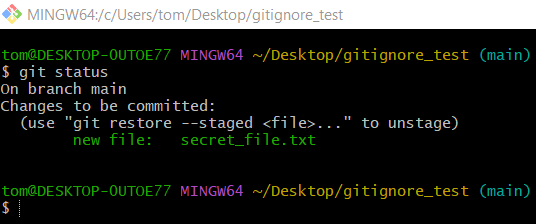 MINGW64:/c/Users/tom/Desktop/gitignore_test
tom@DESKTOP-OUTOE77 MINGW64 ~/Desktop/gitignore_test (main)
$ git status
On branch main
Changes to be committed:
  (use "git restore --staged <file>..." to unstage)
        new file:   secret_file.txt
tom@DESKTOP-OUTOE77 MINGW64 ~/Desktop/gitignore_test (main)
$